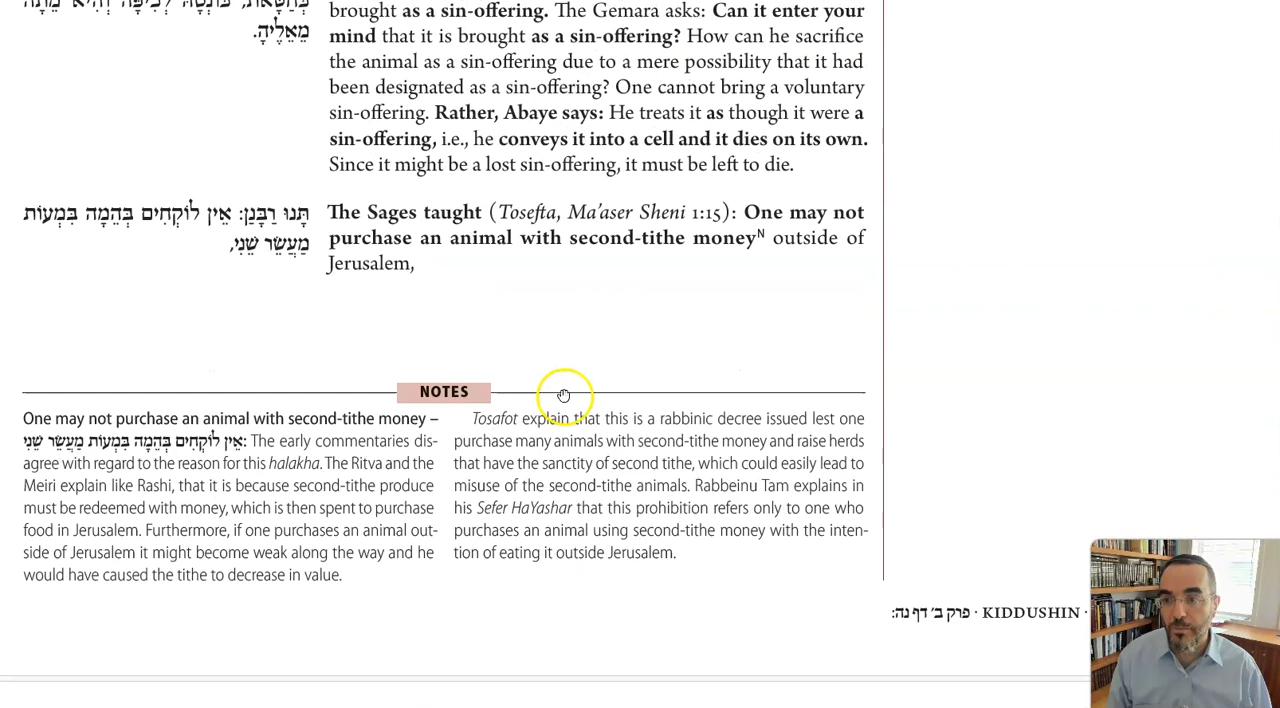 בְּחַטָּאת, כּוֹנְסָהּ לְכִיפָּה וְהִיא מֵתָה
מֵאֵלֶיהָ.
brought as a sin-offering. The Gemara asks: Can it enter your
mind that it is brought as a sin-offering? How can he sacrifice
the animal as a sin-offering due to a mere possibility that it had
been designated as a sin-offering? One cannot bring a voluntary
sin-offering. Rather, Abaye says: He treats it as though it were a
sin-offering, i.e., he conveys it into a cell and it dies on its own.
Since it might be a lost sin-offering, it must be left to die.
תָּנוּ רַבָּנַן: אֵין לוֹקְחִים בְּהֵמָה בִּמְעוֹת
מַעֲשֵׂר שֵׁנִי,
The Sages taught (Tosefta, Ma'aser Sheni 1:15): One may not
purchase an animal with second-tithe moneyᴺ outside of
Jerusalem,
NOTES
One may not purchase an animal with second-tithe money –
אֵין לוֹקְחִים בְּהֵמָה בִּמְעוֹת מַעֲשֵׂר שֵׁנִי: The early commentaries dis-
agree with regard to the reason for this halakha. The Ritva and the
Meiri explain like Rashi, that it is because second-tithe produce
must be redeemed with money, which is then spent to purchase
food in Jerusalem. Furthermore, if one purchases an animal out-
side of Jerusalem it might become weak along the way and he
would have caused the tithe to decrease in value.
Tosafot explain that this is a rabbinic decree issued lest one
purchase many animals with second-tithe money and raise herds
that have the sanctity of second tithe, which could easily lead to
misuse of the second-tithe animals. Rabbeinu Tam explains in
his Sefer HaYashar that this prohibition refers only to one who
purchases an animal using second-tithe money with the inten-
tion of eating it outside Jerusalem.
פרק ב׳ דף נה: · KIDDUSHIN ·